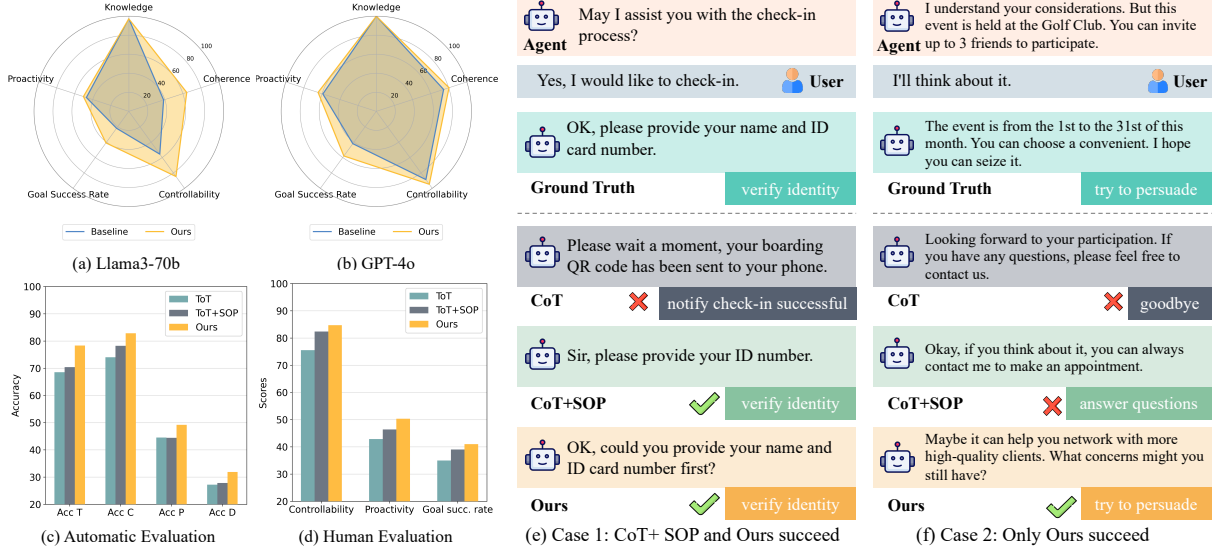 Knowledge
Coherence
Controllability
Goal Success Rate
Proactivity
20
40
60
80
100
Baseline
Ours
(a) Llama3-70b
Knowledge
Coherence
Controllability
Goal Success Rate
Proactivity
20
40
60
80
100
Baseline
Ours
(b) GPT-4o
Accuracy
100
90
80
70
60
50
40
30
20
Acc T
Acc C
Acc P
Acc D
ToT
ToT+SOP
Ours
(c) Automatic Evaluation
Scores
100
90
80
70
60
50
40
30
20
Controllability
Proactivity
Goal succ. rate
ToT
ToT+SOP
Ours
(d) Human Evaluation
Agent
May I assist you with the check-in
process?
Yes, I would like to check-in.
User
OK, please provide your name and ID
card number.
Ground Truth
verify identity
Please wait a moment, your boarding
QR code has been sent to your phone.
CoT
notify check-in successful
Sir, please provide your ID number.
CoT+SOP
verify identity
OK, could you provide your name and
ID card number first?
Ours
verify identity
(e) Case 1: CoT+ SOP and Ours succeed
Agent
I understand your considerations. But this
event is held at the Golf Club. You can invite
up to 3 friends to participate.
I'll think about it.
User
The event is from the 1st to the 31st of this
month. You can choose a convenient. I hope
you can seize it.
Ground Truth
try to persuade
Looking forward to your participation. If
you have any questions, please feel free to
contact us.
CoT
goodbye
Okay, if you think about it, you can always
contact me to make an appointment.
CoT+SOP
answer questions
Maybe it can help you network with more
high-quality clients. What concerns might you
still have?
Ours
try to persuade
(f) Case 2: Only Ours succeed